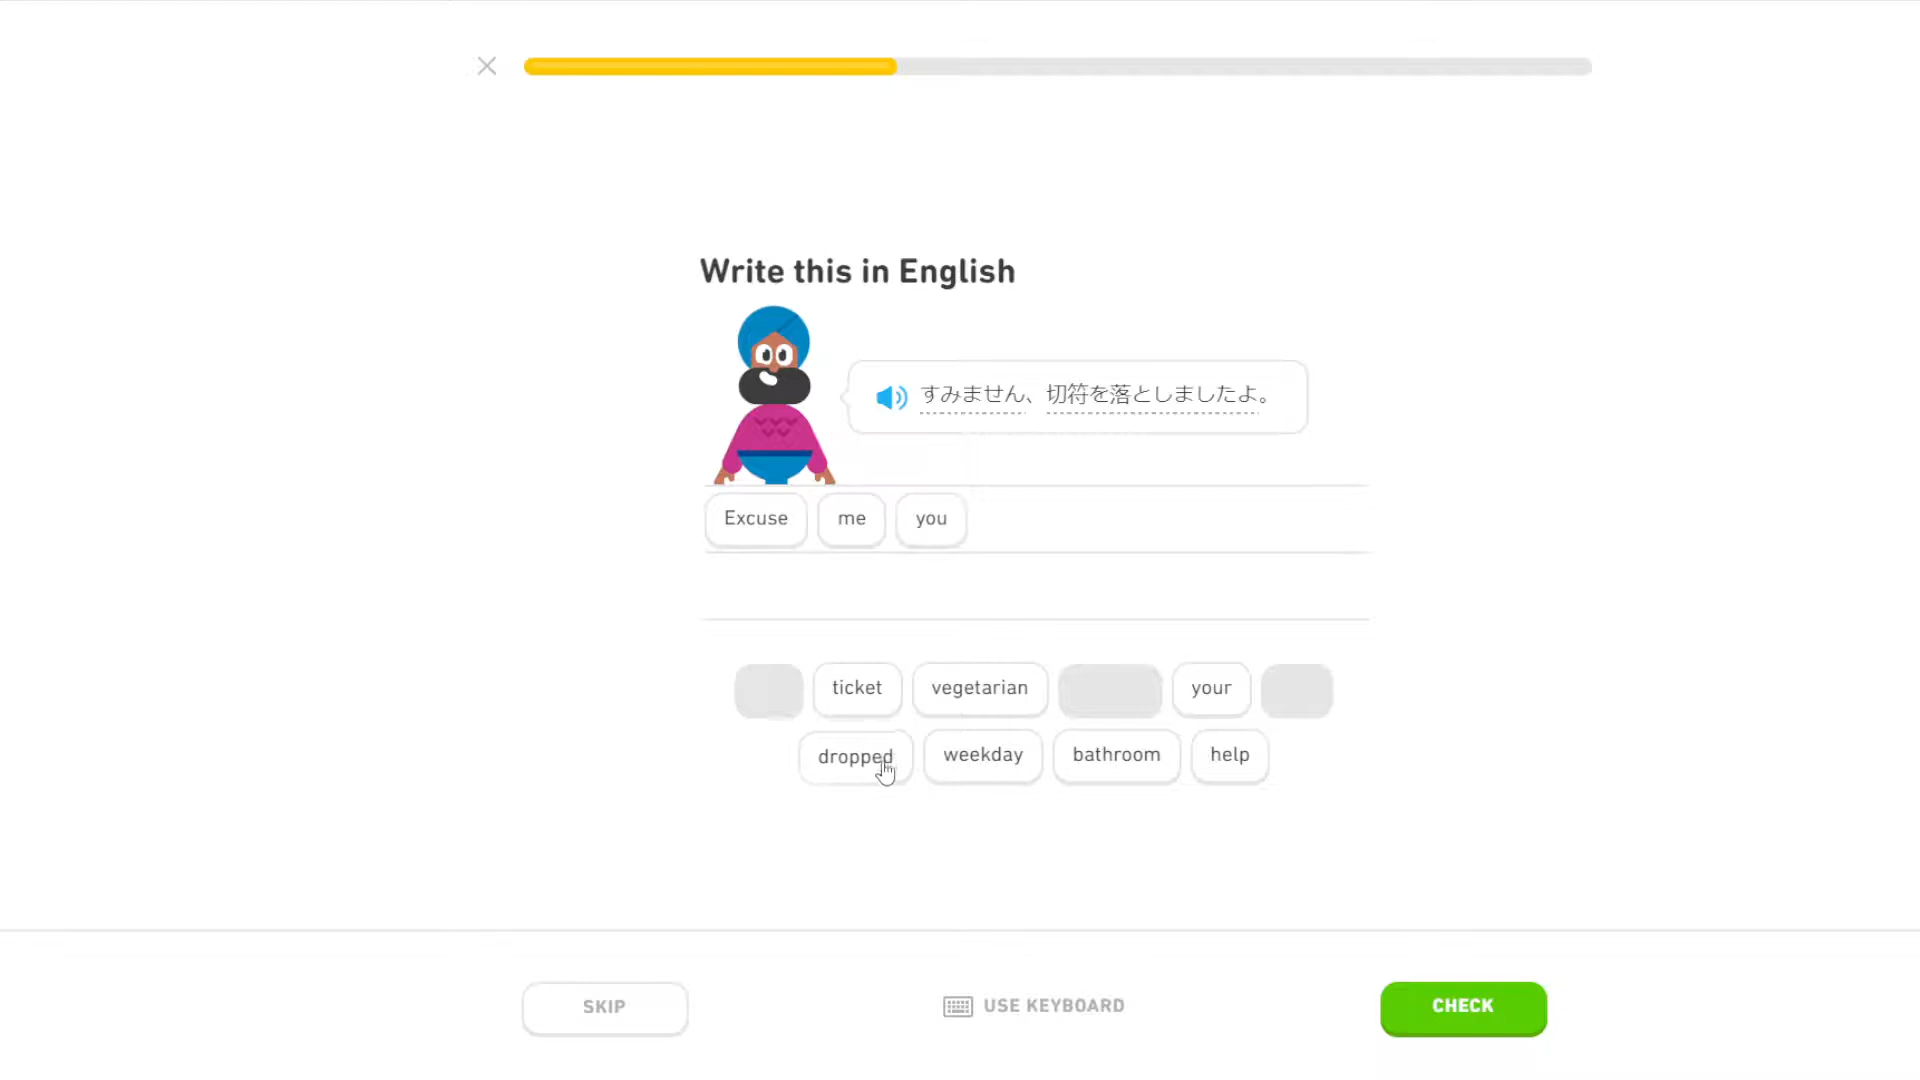 Write this in English
すみません、切符を落としましたよ。
Excuse me you
ticket vegetarian your
dropped weekday bathroom help
SKIP USE KEYBOARD CHECK